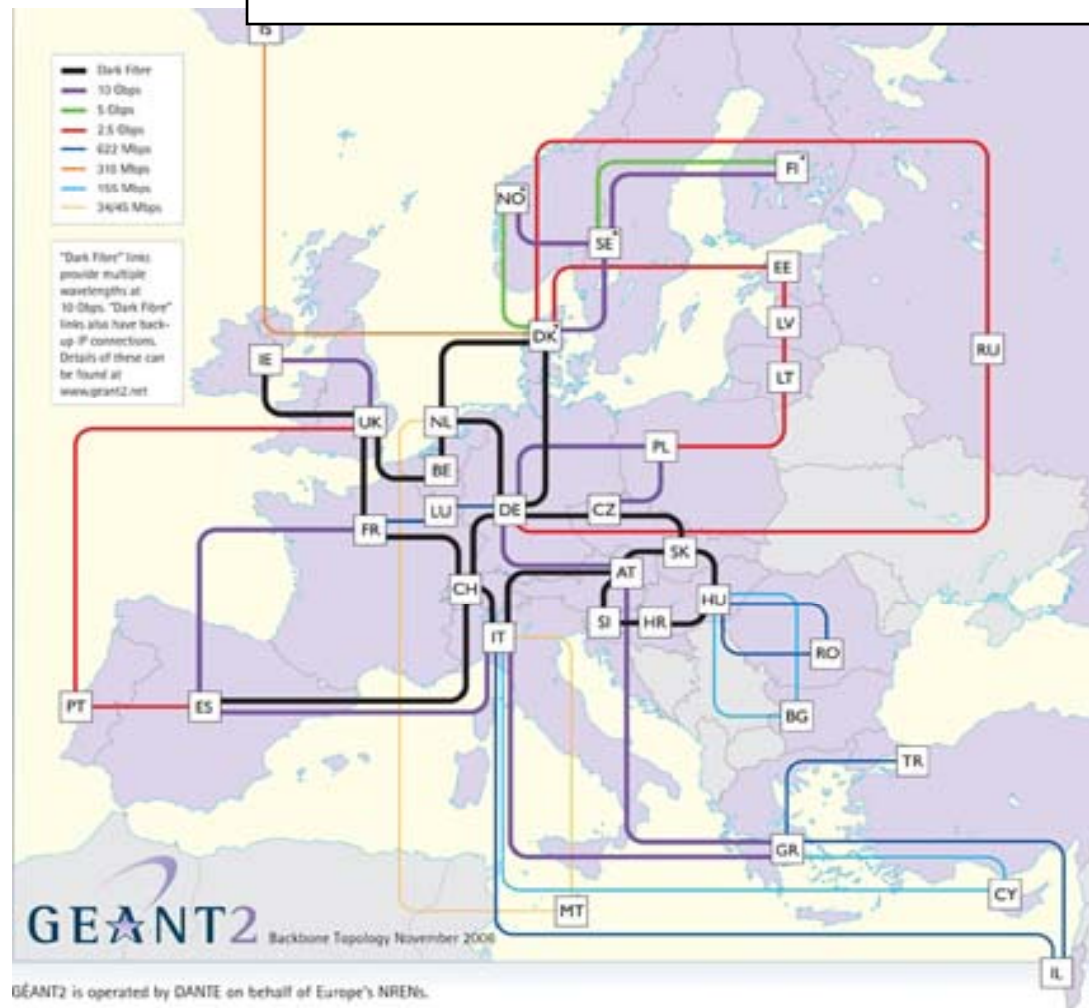 IS
Dark Fibre
10 Gbps
5 Gbps
2.5 Gbps
622 Mbps
310 Mbps
155 Mbps
34/45 Mbps
"Dark Fibre" links
provide multiple
wavelengths at
10 Gbps. "Dark Fibre"
links also have back-
up IP connections.
Details of these can
be found at
www.geant2.net
NO*
FI*
SE*
EE
DK*
LV
RU
IE
LT
UK
NL
PL
BE
LU
DE
CZ
FR
SK
AT
CH
HU
IT
SI
HR
RO
PT
ES
BG
TR
GR
CY
MT
IL
GEANT2 Backbone Topology November 2006
GÉANT2 is operated by DANTE on behalf of Europe's NRENs.